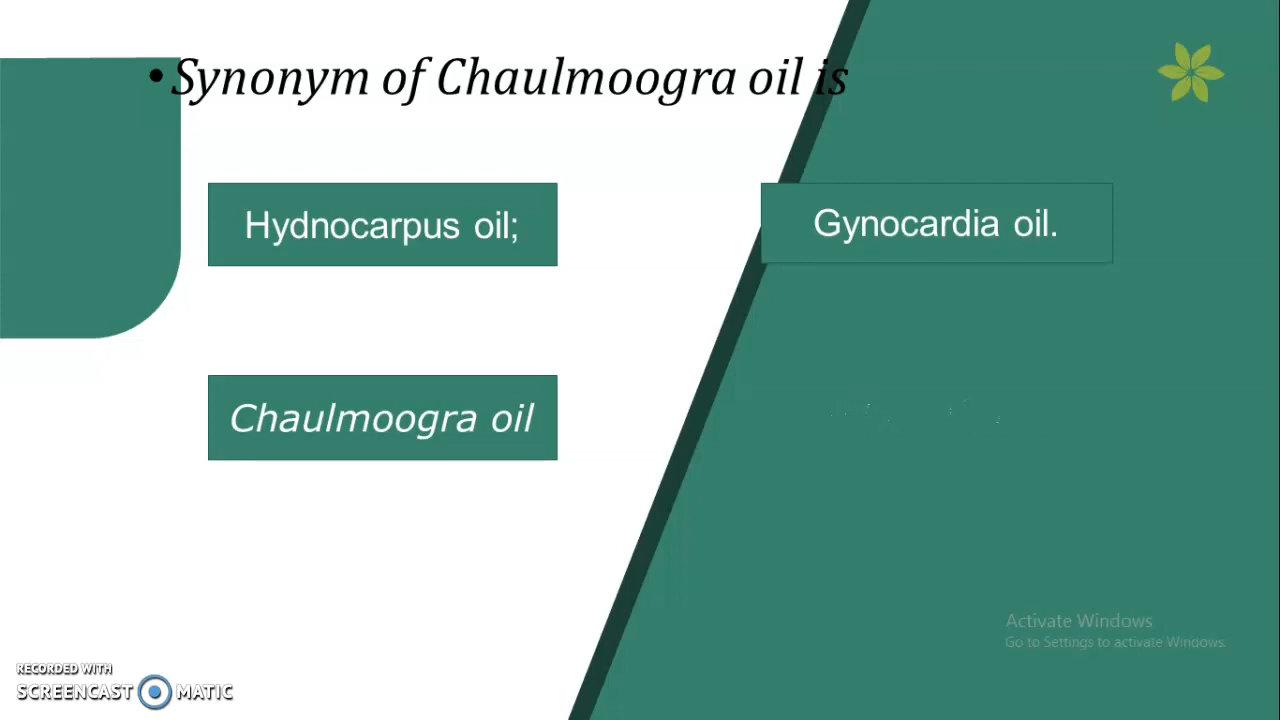 • Synonym of Chaulmoogra oil is
Hydnocarpus oil;
Gynocardia oil.
Chaulmoogra oil
Activate Windows
Go to Settings to activate Windows.
RECORDED WITH
SCREENCAST MATIC